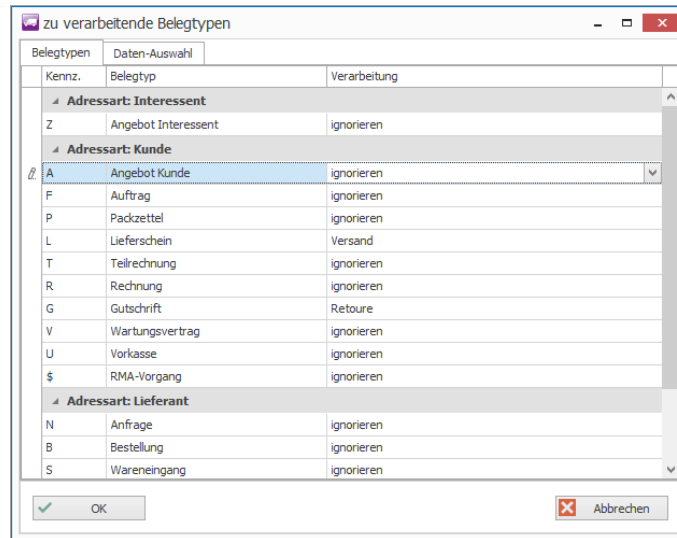 zu verarbeitende Belegtypen
Belegtypen Daten-Auswahl
Kennz. Belegtyp Verarbeitung
Adressart: Interessent
Z Angebot Interessent ignorieren
Adressart: Kunde
A Angebot Kunde ignorieren
F Auftrag ignorieren
P Packzettel ignorieren
L Lieferschein Versand
T Teilrechnung ignorieren
R Rechnung ignorieren
G Gutschrift Retoure
V Wartungsvertrag ignorieren
U Vorkasse ignorieren
$ RMA-Vorgang ignorieren
Adressart: Lieferant
N Anfrage ignorieren
B Bestellung ignorieren
S Wareneingang ignorieren
OK Abbrechen